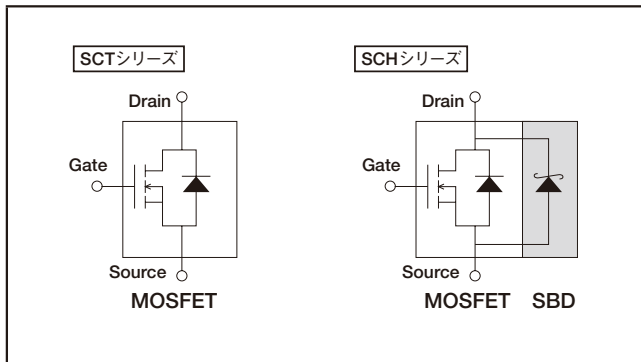 SCTシリーズ
Drain
Gate
Source
MOSFET
SCHシリーズ
Drain
Gate
Source
MOSFET SBD